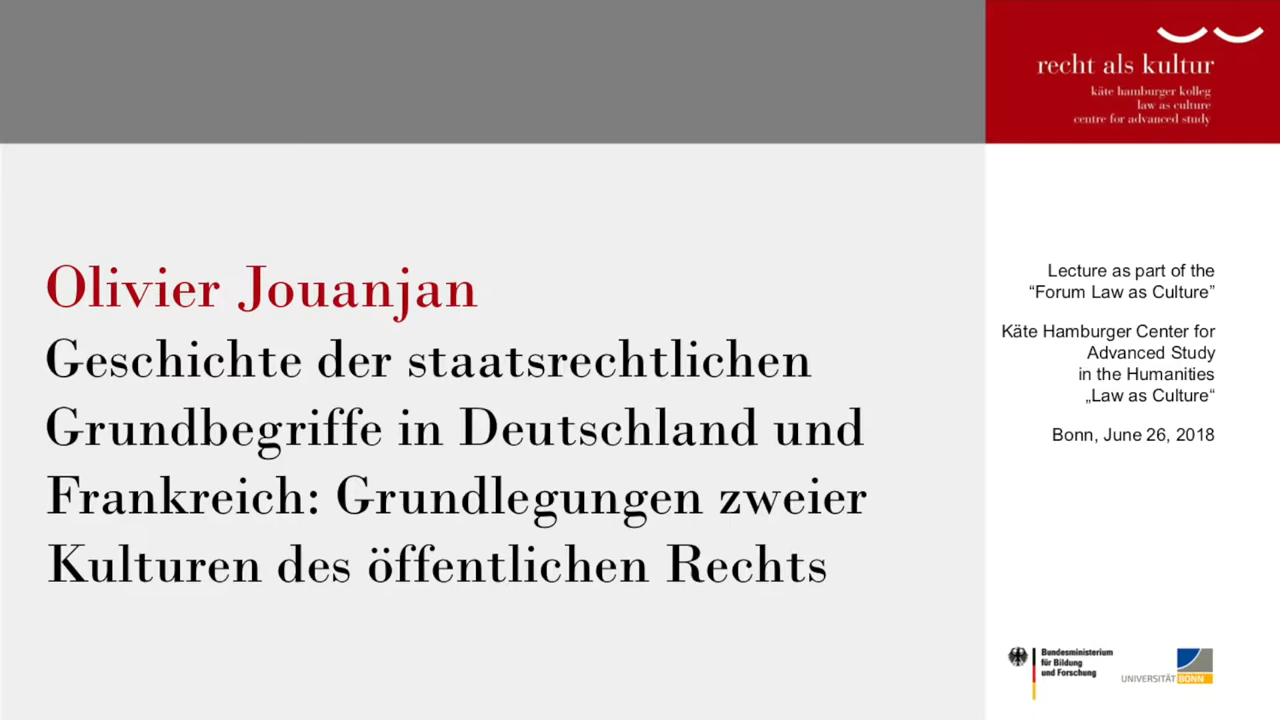 recht als kultur
käte hamburger kolleg
law as culture
centre for advanced study
Olivier Jouanjan
Geschichte der staatsrechtlichen
Grundbegriffe in Deutschland und
Frankreich: Grundlegungen zweier
Kulturen des öffentlichen Rechts
Lecture as part of the
“Forum Law as Culture”
Käte Hamburger Center for
Advanced Study
in the Humanities
„Law as Culture“
Bonn, June 26, 2018
Bundesministerium
für Bildung
und Forschung
UNIVERSITÄT BONN